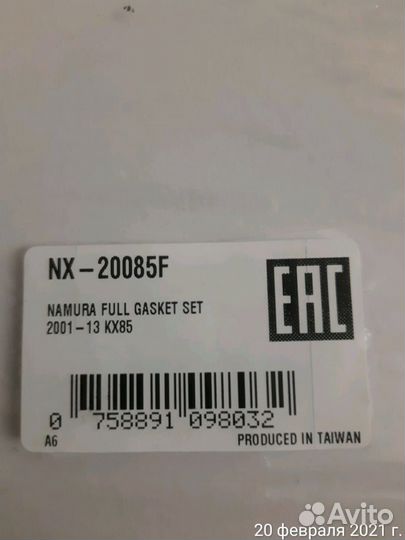 NX-20085F
NAMURA FULL GASKET SET
2001-13 KX85
EAC
0 758891 098032
A6
PRODUCED IN TAIWAN
Avito
20 февраля 2021 г.